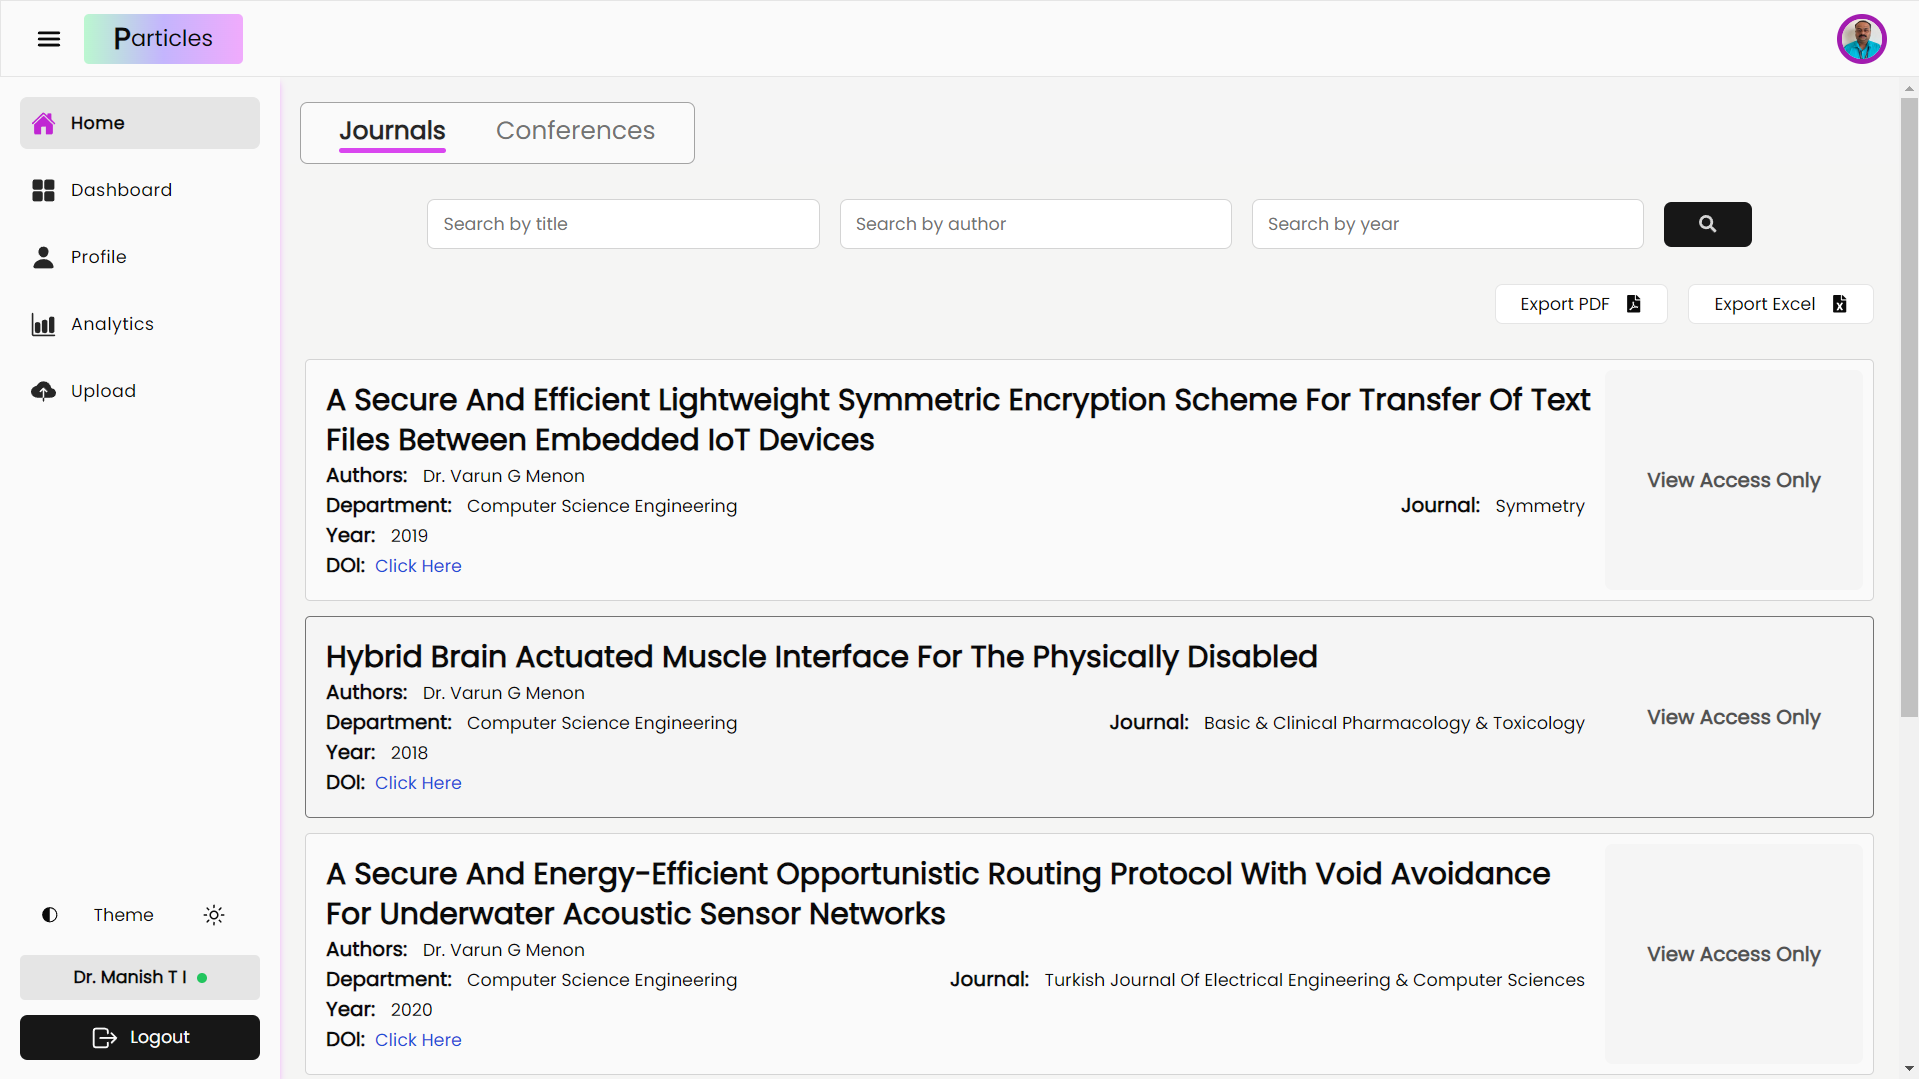 Particles
Home
Dashboard
Profile
Analytics
Upload
Theme
Dr. Manish T I
Logout
Journals
Conferences
Search by title
Search by author
Search by year
Export PDF
Export Excel
A Secure And Efficient Lightweight Symmetric Encryption Scheme For Transfer Of Text
Files Between Embedded IoT Devices
Authors: Dr. Varun G Menon
Department: Computer Science Engineering
Journal: Symmetry
Year: 2019
DOI: Click Here
View Access Only
Hybrid Brain Actuated Muscle Interface For The Physically Disabled
Authors: Dr. Varun G Menon
Department: Computer Science Engineering
Journal: Basic & Clinical Pharmacology & Toxicology
Year: 2018
DOI: Click Here
View Access Only
A Secure And Energy-Efficient Opportunistic Routing Protocol With Void Avoidance
For Underwater Acoustic Sensor Networks
Authors: Dr. Varun G Menon
Department: Computer Science Engineering
Journal: Turkish Journal Of Electrical Engineering & Computer Sciences
Year: 2020
DOI: Click Here
View Access Only